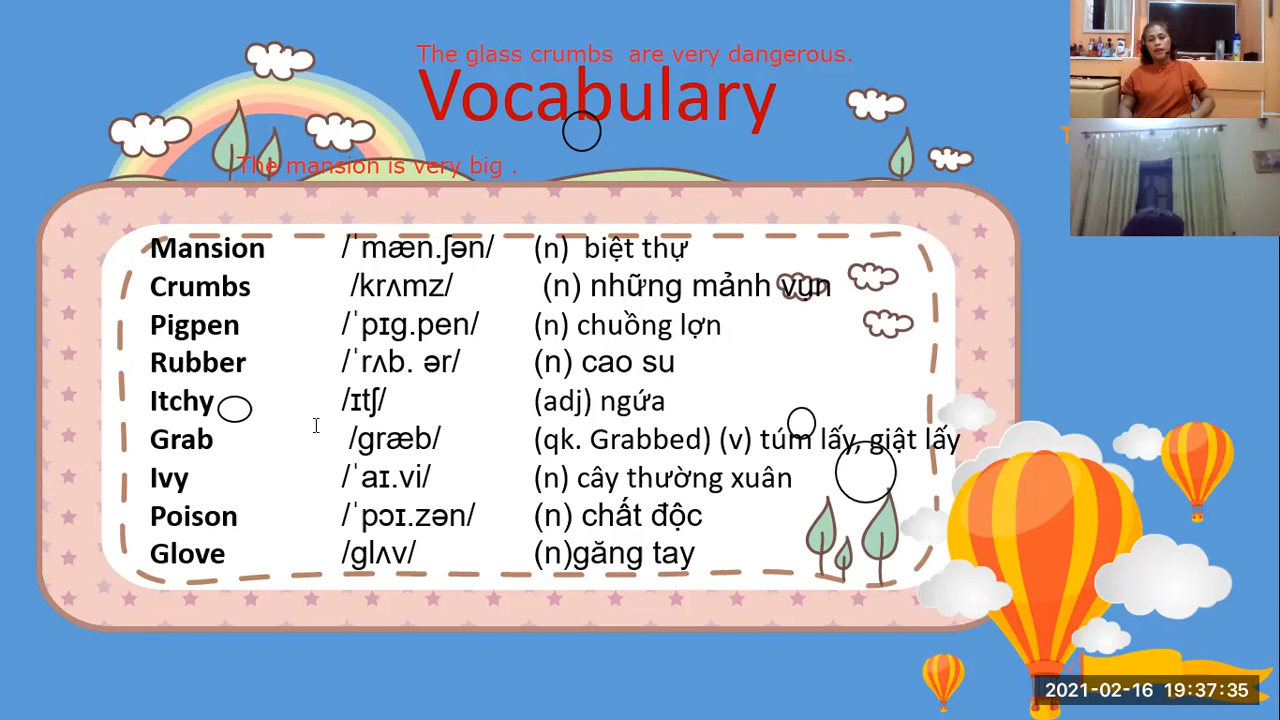 The glass crumbs are very dangerous.
Vocabulary
T
The mansion is very big .
Mansion /ˈmæn.ʃən/ (n) biệt thự
Crumbs /krʌmz/ (n) những mảnh vụn
Pigpen /ˈpɪg.pen/ (n) chuồng lợn
Rubber /ˈrʌb. ər/ (n) cao su
Itchy /ɪtʃ/ (adj) ngứa
Grab /græb/ (qk. Grabbed) (v) túm lấy, giật lấy
Ivy /ˈaɪ.vi/ (n) cây thường xuân
Poison /ˈpɔɪ.zən/ (n) chất độc
Glove /glʌv/ (n)găng tay
2021-02-16 19:37:35